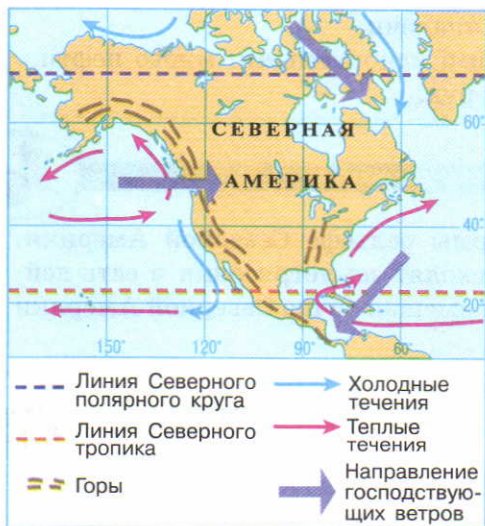 60°
СЕВЕРНАЯ
АМЕРИКА
40°
20°
150°
120°
90°
60°
Линия Северного
полярного круга
Линия Северного
тропика
Горы
Холодные
течения
Теплые
течения
Направление
господствую-
щих ветров